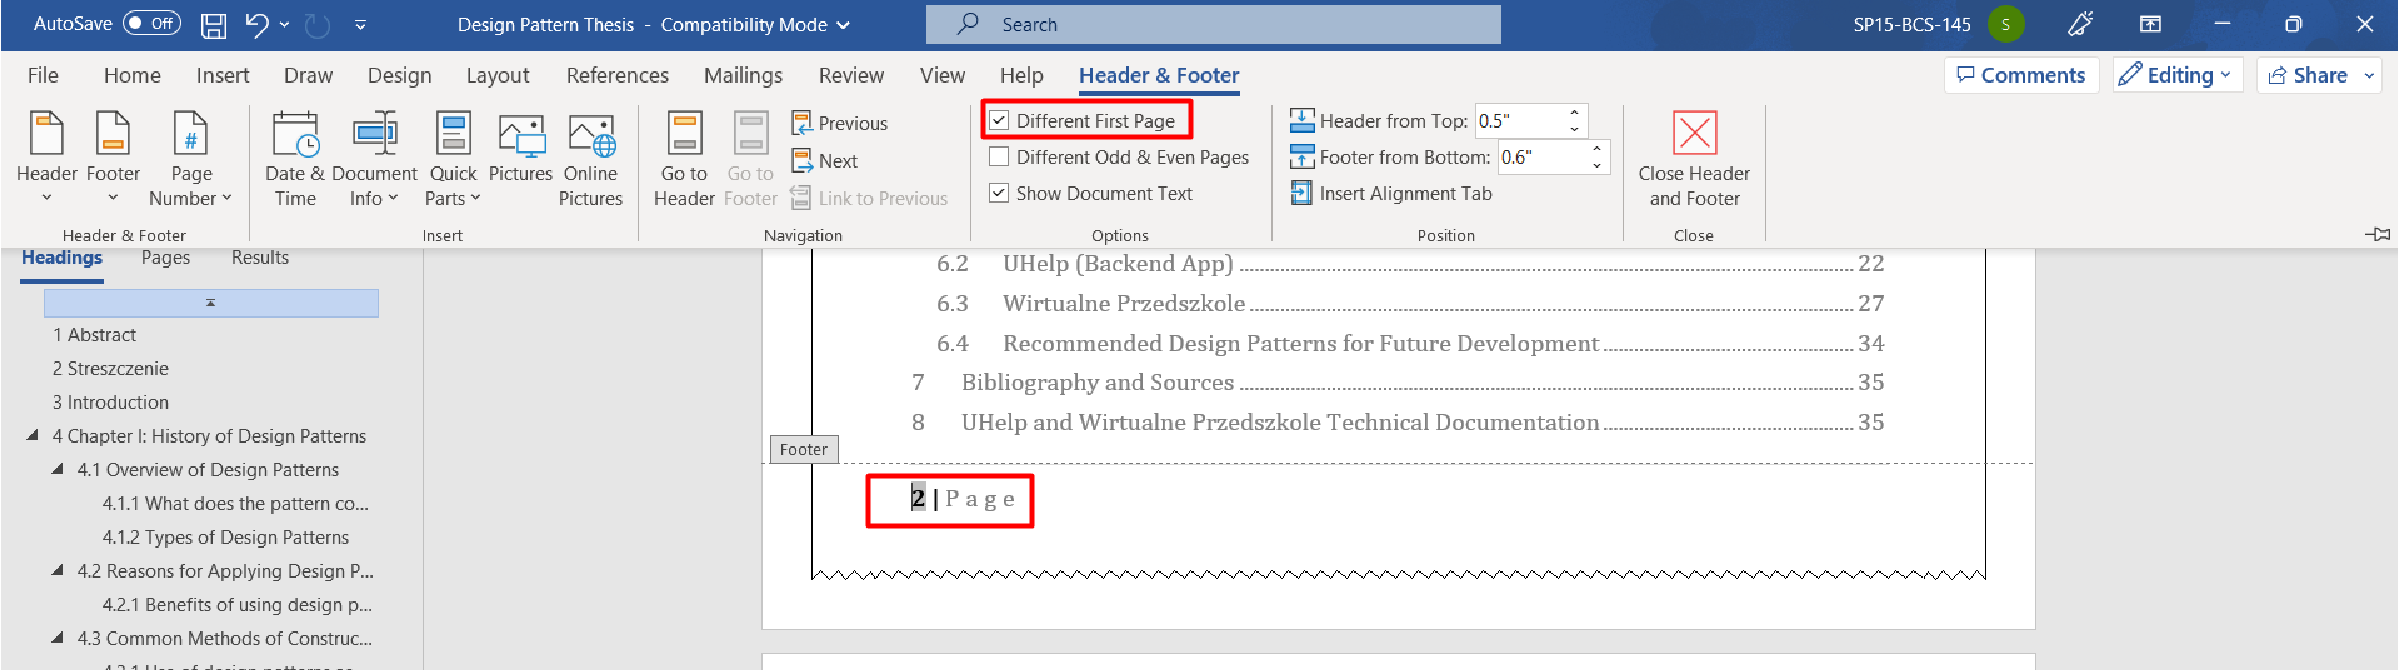 AutoSave Off Design Pattern Thesis - Compatibility Mode Search SP15-BCS-145 S
File Home Insert Draw Design Layout References Mailings Review View Help Header & Footer Comments Editing Share
Header
Footer
Page
Number
Header & Footer
Date &
Time
Document
Info
Quick
Parts
Pictures
Online
Pictures
Insert
Go to
Header
Go to
Footer
Previous
Next
Link to Previous
Navigation
Different First Page
Different Odd & Even Pages
Show Document Text
Options
Header from Top: 0.5"
Footer from Bottom: 0.6"
Insert Alignment Tab
Position
Close Header
and Footer
Close
Headings Pages Results
1 Abstract
2 Streszczenie
3 Introduction
4 Chapter I: History of Design Patterns
4.1 Overview of Design Patterns
4.1.1 What does the pattern co...
4.1.2 Types of Design Patterns
4.2 Reasons for Applying Design P...
4.2.1 Benefits of using design p...
4.3 Common Methods of Construc...
6.2 UHelp (Backend App) 22
6.3 Wirtualne Przedszkole 27
6.4 Recommended Design Patterns for Future Development 34
7 Bibliography and Sources 35
8 UHelp and Wirtualne Przedszkole Technical Documentation 35
Footer
2 | P a g e